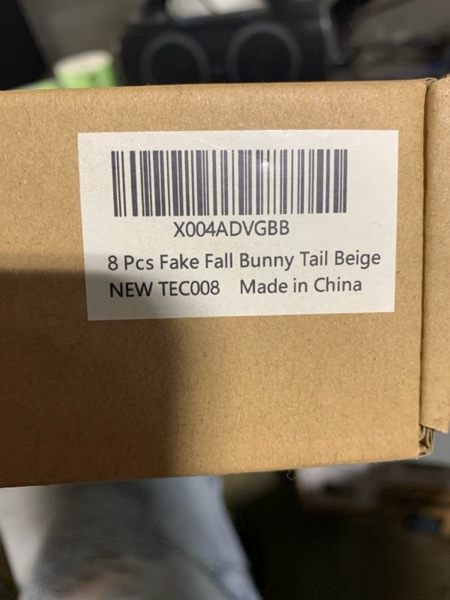 X004ADVGBB
8 Pcs Fake Fall Bunny Tail Beige
NEW TEC008 Made in China